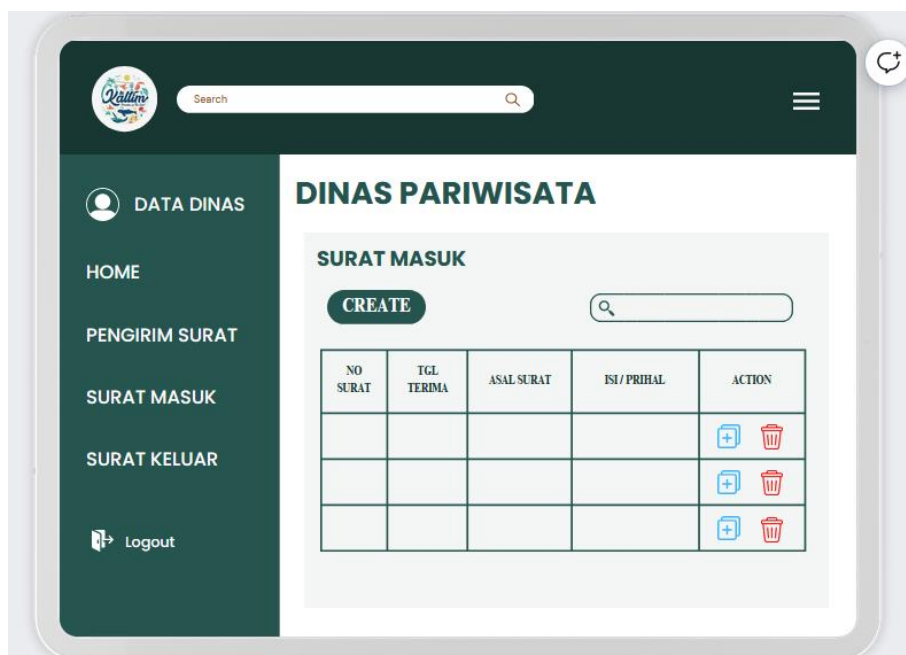 Kaltim
Search
DATA DINAS
HOME
PENGIRIM SURAT
SURAT MASUK
SURAT KELUAR
Logout
DINAS PARIWISATA
SURAT MASUK
CREATE
NO SURAT
TGL TERIMA
ASAL SURAT
ISI / PRIHAL
ACTION